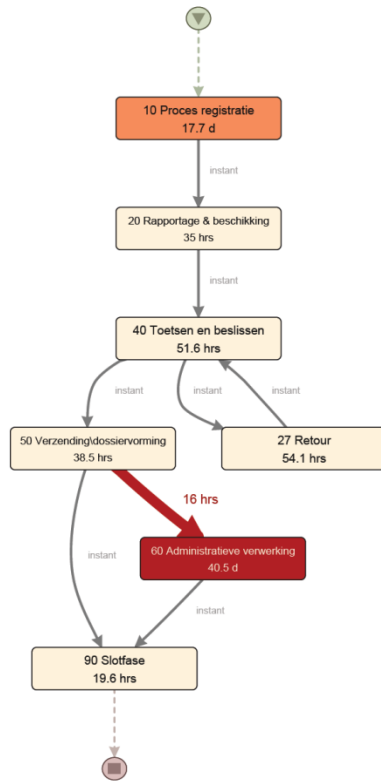 10 Proces registratie
17.7 d
instant
20 Rapportage & beschikking
35 hrs
instant
40 Toetsen en beslissen
51.6 hrs
instant
instant
instant
50 Verzending\dossiervorming
38.5 hrs
27 Retour
54.1 hrs
16 hrs
60 Administratieve verwerking
40.5 d
instant
instant
90 Slotfase
19.6 hrs